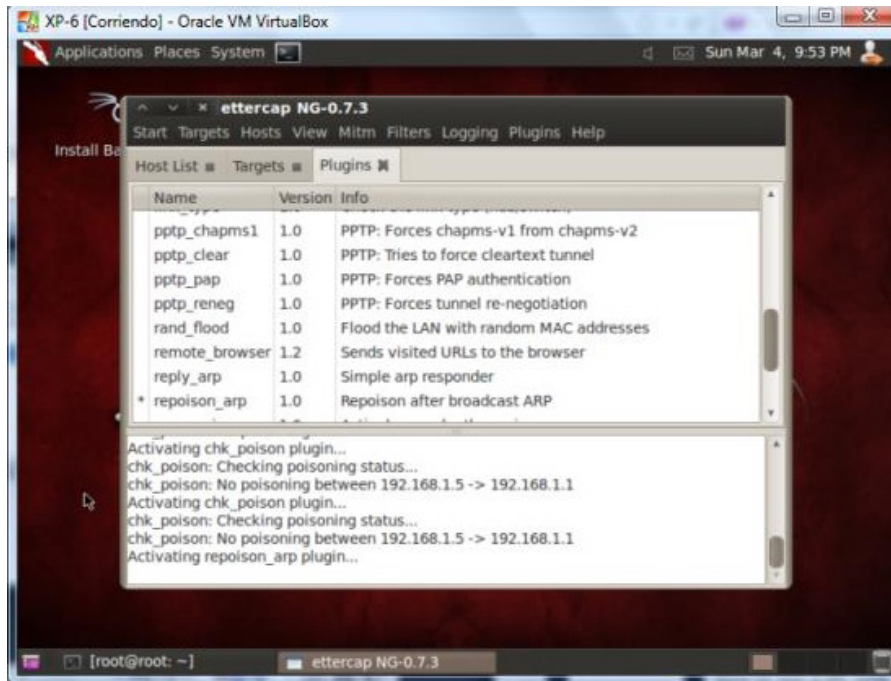 XP-6 [Corriendo] - Oracle VM VirtualBox
Applications Places System
Sun Mar 4, 9:53 PM
Install Ba
ettercap NG-0.7.3
Start Targets Hosts View Mitm Filters Logging Plugins Help
Host List Targets Plugins
Name Version Info
pptp_chapms1 1.0 PPTP: Forces chapms-v1 from chapms-v2
pptp_clear 1.0 PPTP: Tries to force cleartext tunnel
pptp_pap 1.0 PPTP: Forces PAP authentication
pptp_reneg 1.0 PPTP: Forces tunnel re-negotiation
rand_flood 1.0 Flood the LAN with random MAC addresses
remote_browser 1.2 Sends visited URLs to the browser
reply_arp 1.0 Simple arp responder
* repoison_arp 1.0 Repoison after broadcast ARP
Activating chk_poison plugin...
chk_poison: Checking poisoning status...
chk_poison: No poisoning between 192.168.1.5 -> 192.168.1.1
Activating chk_poison plugin...
chk_poison: Checking poisoning status...
chk_poison: No poisoning between 192.168.1.5 -> 192.168.1.1
Activating repoison_arp plugin...
[root@root: ~]
ettercap NG-0.7.3